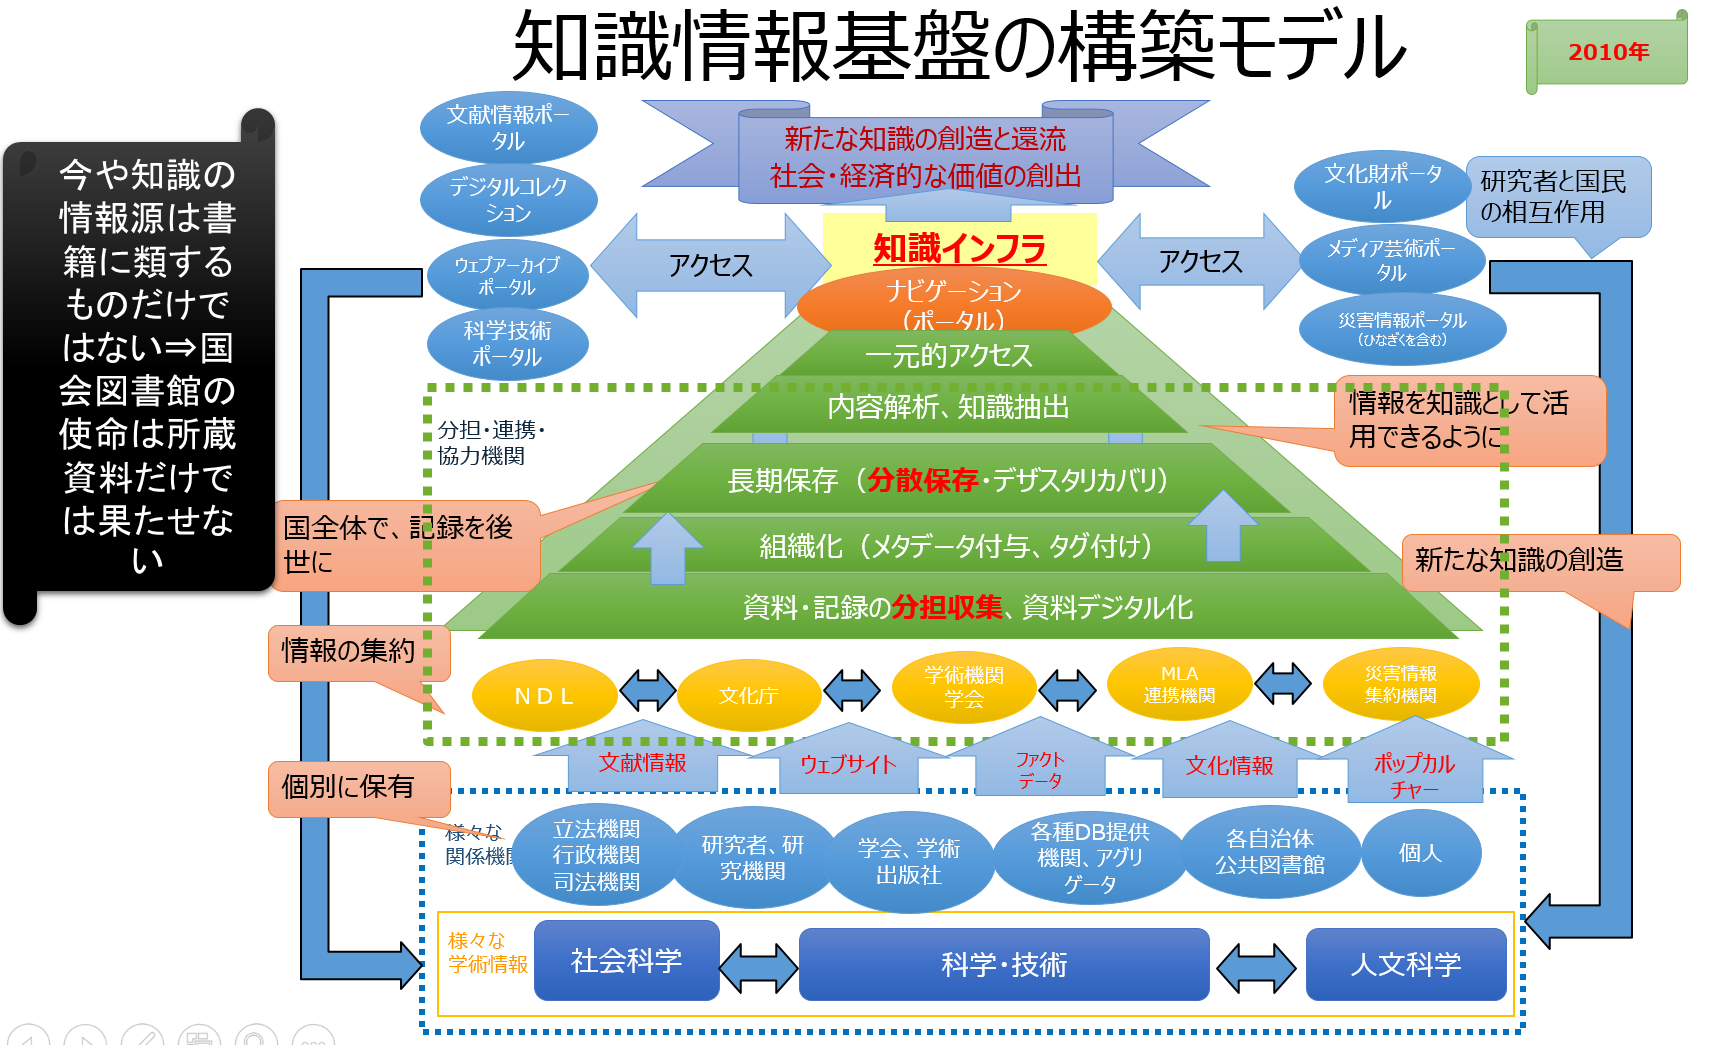 知識情報基盤の構築モデル
2010年
今や知識の
情報源は書
籍に類する
ものだけで
はない⇒国
会図書館の
使命は所蔵
資料だけで
は果たせな
い
文献情報ポー
タル
デジタルコレク
ション
ウェブアーカイブ
ポータル
科学技術
ポータル
新たな知識の創造と還流
社会・経済的な価値の創出
文化財ポータ
ル
メディア芸術ポー
タル
災害情報ポータル
（ひなぎくを含む）
研究者と国民
の相互作用
アクセス
知識インフラ
アクセス
ナビゲーション
（ポータル）
一元的アクセス
内容解析、知識抽出
長期保存（分散保存・デザスタリカバリ）
組織化（メタデータ付与、タグ付け）
資料・記録の分担収集、資料デジタル化
分担・連携・
協力機関
情報を知識として活
用できるように
国全体で、記録を後
世に
新たな知識の創造
情報の集約
ＮＤＬ
文化庁
学術機関
学会
MLA
連携機関
災害情報
集約機関
文献情報
ウェブサイト
ファクト
データ
文化情報
ポップカル
チャー
個別に保有
様々な
関係機関
立法機関
行政機関
司法機関
研究者、研
究機関
学会、学術
出版社
各種DB提供
機関、アグリ
ゲータ
各自治体
公共図書館
個人
様々な
学術情報
社会科学
科学・技術
人文科学